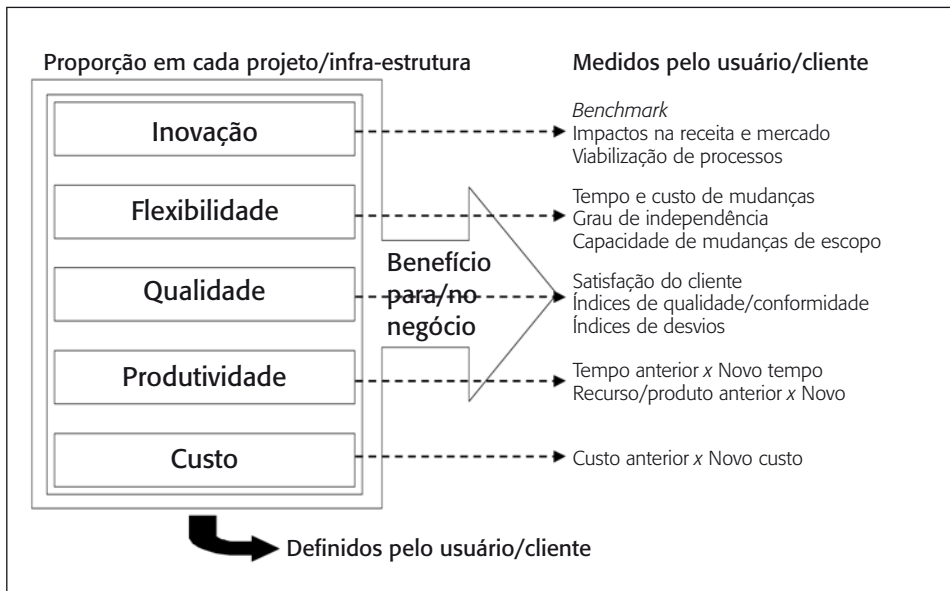 Proporção em cada projeto/infra-estrutura
Medidos pelo usuário/cliente
Inovação
Benchmark
Impactos na receita e mercado
Viabilização de processos
Flexibilidade
Tempo e custo de mudanças
Grau de independência
Capacidade de mudanças de escopo
Benefício
para/no
negócio
Qualidade
Satisfação do cliente
Índices de qualidade/conformidade
Índices de desvios
Produtividade
Tempo anterior x Novo tempo
Recurso/produto anterior x Novo
Custo
Custo anterior x Novo custo
Definidos pelo usuário/cliente